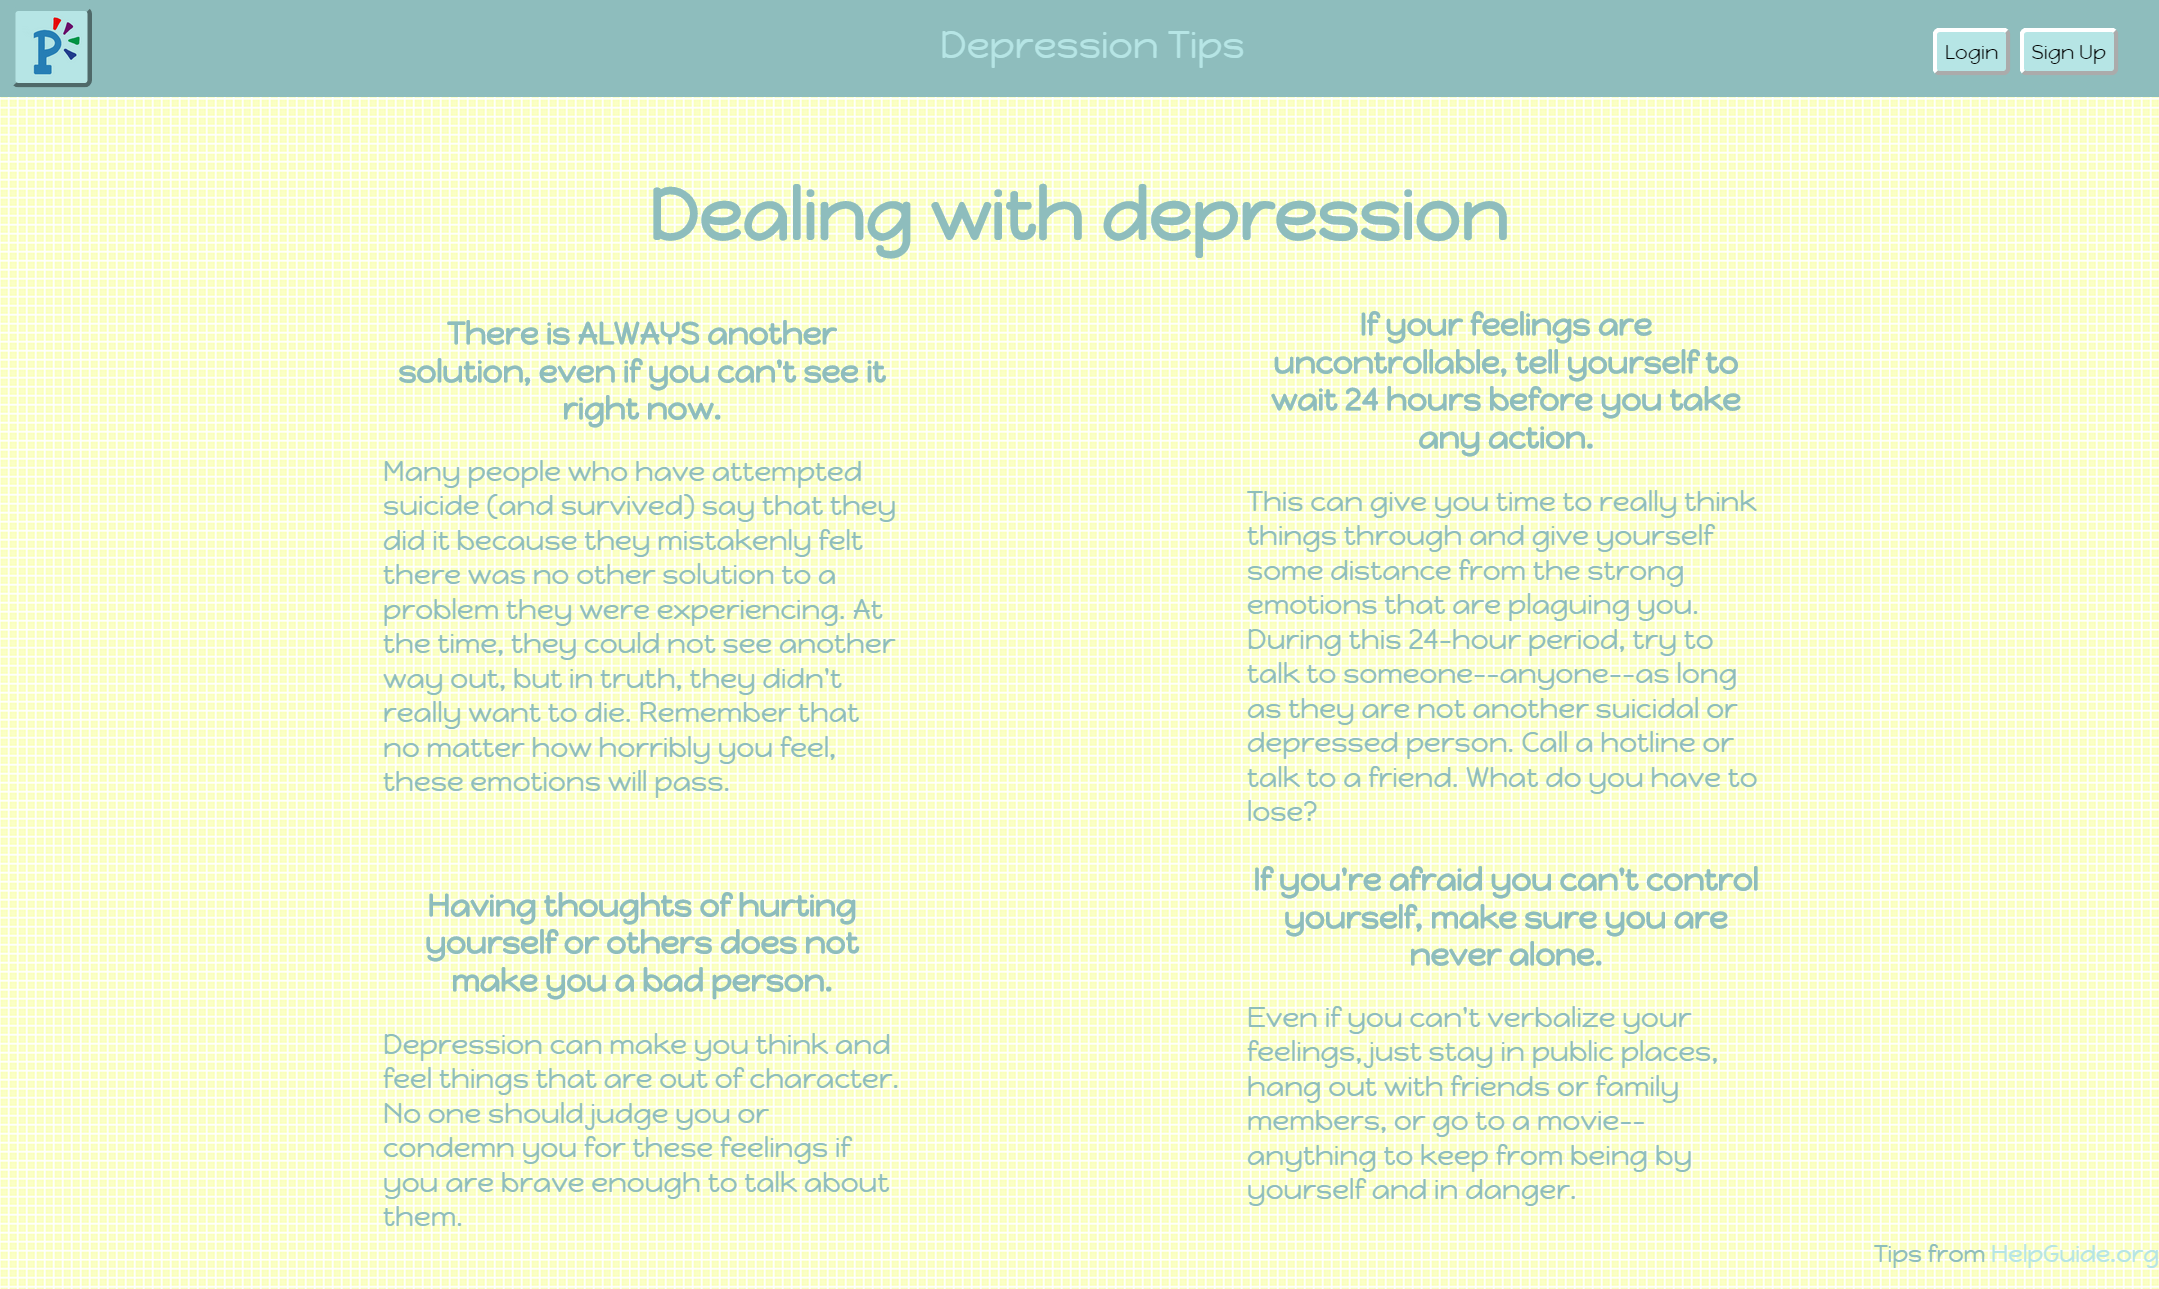 P
Depression Tips
Login
Sign Up
Dealing with depression
There is ALWAYS another
solution, even if you can't see it
right now.
Many people who have attempted
suicide (and survived) say that they
did it because they mistakenly felt
there was no other solution to a
problem they were experiencing. At
the time, they could not see another
way out, but in truth, they didn't
really want to die. Remember that
no matter how horribly you feel,
these emotions will pass.
If your feelings are
uncontrollable, tell yourself to
wait 24 hours before you take
any action.
This can give you time to really think
things through and give yourself
some distance from the strong
emotions that are plaguing you.
During this 24-hour period, try to
talk to someone--anyone--as long
as they are not another suicidal or
depressed person. Call a hotline or
talk to a friend. What do you have to
lose?
Having thoughts of hurting
yourself or others does not
make you a bad person.
Depression can make you think and
feel things that are out of character.
No one should judge you or
condemn you for these feelings if
you are brave enough to talk about
them.
If you're afraid you can't control
yourself, make sure you are
never alone.
Even if you can't verbalize your
feelings, just stay in public places,
hang out with friends or family
members, or go to a movie--
anything to keep from being by
yourself and in danger.
Tips from HelpGuide.org